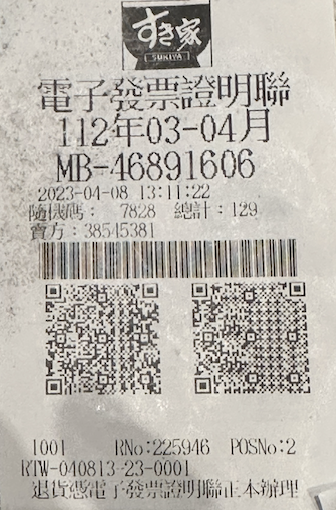 すき家
SUKIYA
電子發票證明聯
112年03-04月
MB-46891606
2023-04-08 13:11:22
隨機碼： 7828 總計：129
賣方：38545381
1001 RNo:225946 POSNo:2
RTW-040813-23-0001
退貨憑電子發票證明聯正本辦理